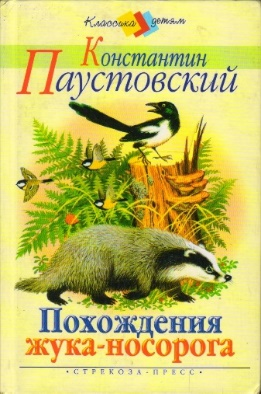 Классика детям
Константин
Паустовский
Похождения
жука-носорога
• СТРЕКОЗА-ПРЕСС •